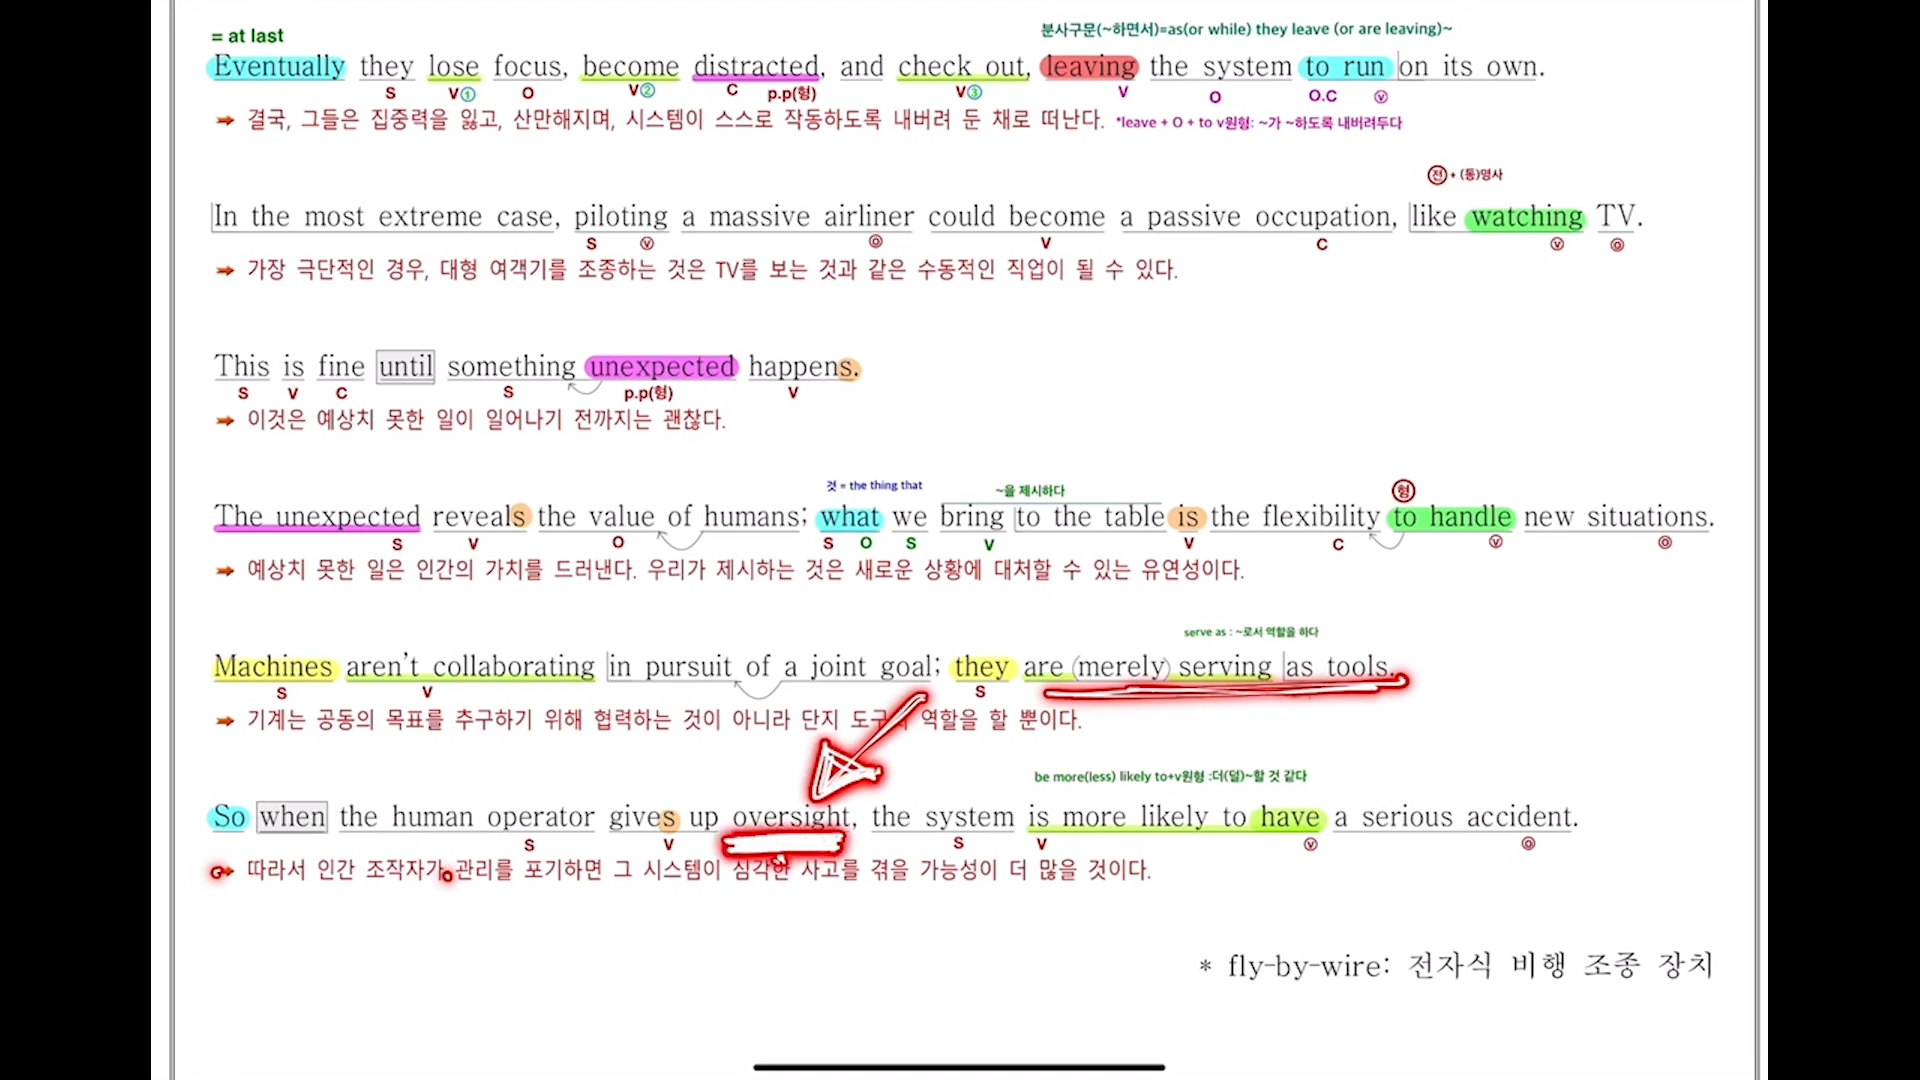 = at last
분사구문(~하면서)=as(or while) they leave (or are leaving)~
Eventually they lose focus, become distracted, and check out, leaving the system to run on its own.
S V① O V② C p.p(형) V③ V O O.C ⓥ
➡ 결국, 그들은 집중력을 잃고, 산만해지며, 시스템이 스스로 작동하도록 내버려 둔 채로 떠난다. *leave + O + to v원형: ~가 ~하도록 내버려두다
전 + (동)명사
In the most extreme case, piloting a massive airliner could become a passive occupation, like watching TV.
S ⓥ ⓞ V C ⓥ ⓞ
➡ 가장 극단적인 경우, 대형 여객기를 조종하는 것은 TV를 보는 것과 같은 수동적인 직업이 될 수 있다.
This is fine until something unexpected happens.
S V C S p.p(형) V
➡ 이것은 예상치 못한 일이 일어나기 전까지는 괜찮다.
것 = the thing that ~을 제시하다 형
The unexpected reveals the value of humans; what we bring to the table is the flexibility to handle new situations.
S V O S O S V V C ⓥ ⓞ
➡ 예상치 못한 일은 인간의 가치를 드러낸다. 우리가 제시하는 것은 새로운 상황에 대처할 수 있는 유연성이다.
serve as : ~로서 역할을 하다
Machines aren't collaborating in pursuit of a joint goal; they are (merely) serving as tools.
S V S
➡ 기계는 공동의 목표를 추구하기 위해 협력하는 것이 아니라 단지 역할을 할 뿐이다.
be more(less) likely to+v원형 :더(덜)~할 것 같다
So when the human operator gives up oversight, the system is more likely to have a serious accident.
S V S V ⓥ ⓞ
➡ 따라서 인간 조작자가 관리를 포기하면 그 시스템이 심각한 사고를 겪을 가능성이 더 많을 것이다.
* fly-by-wire: 전자식 비행 조종 장치